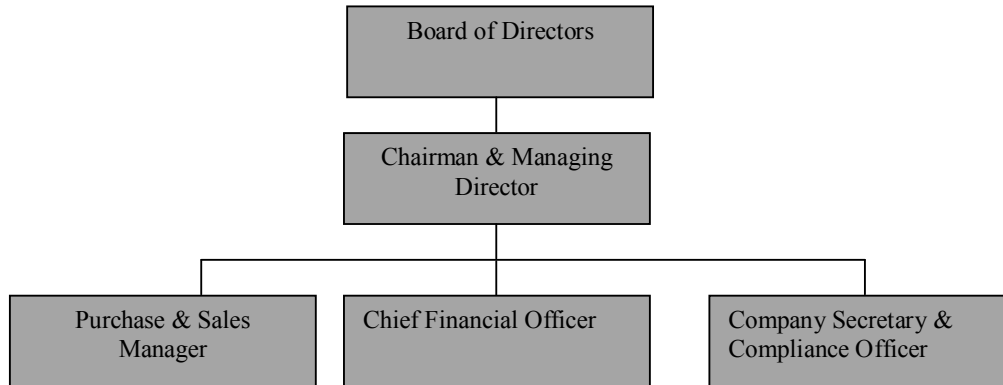 Board of Directors
Chairman & Managing
Director
Purchase & Sales
Manager
Chief Financial Officer
Company Secretary &
Compliance Officer